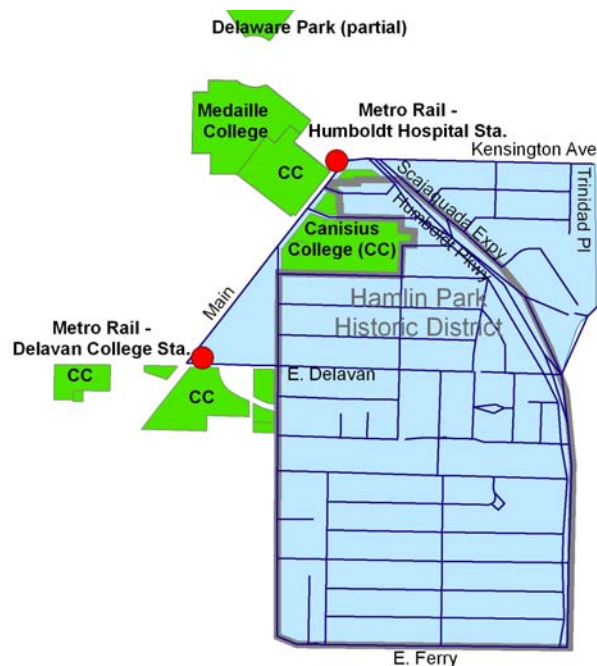 Delaware Park (partial)
Medaille
College
Metro Rail -
Humboldt Hospital Sta.
Kensington Ave
CC
Scajaquada Expy
Trinidad Pl
Humboldt Pkwy
Canisius
College (CC)
Main
Hamlin Park
Historic District
Metro Rail -
Delavan College Sta.
E. Delavan
CC
CC
E. Ferry